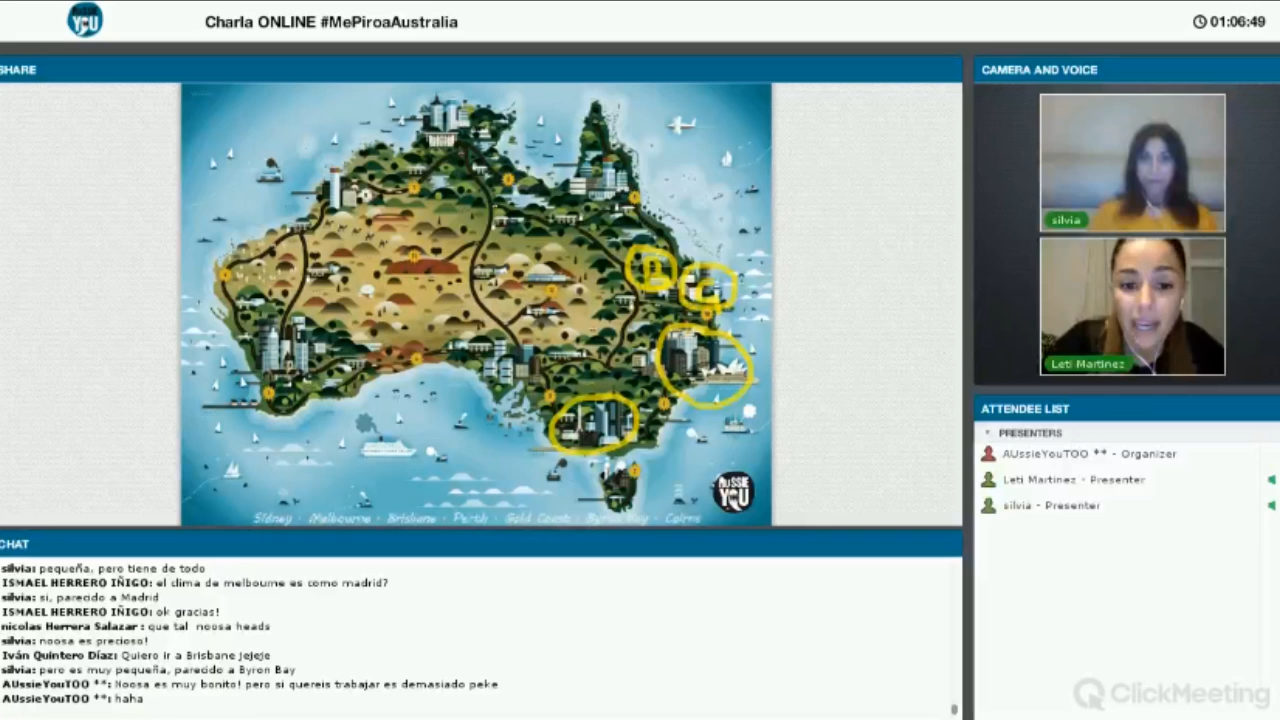 AUSSIE YOU
Charla ONLINE #MePiroaAustralia
01:06:49
SHARE
CAMERA AND VOICE
silvia
Leti Martinez
B
C
AUSSIE
YOU
Sidney - Melbourne - Brisbane - Perth - Gold Coast - Byron Bay - Cairns
ATTENDEE LIST
PRESENTERS
AUssieYouTOO ** - Organizer
Leti Martinez - Presenter
silvia - Presenter
CHAT
silvia: pequeña, pero tiene de todo
ISMAEL HERRERO IÑIGO: el clima de melbourne es como madrid?
silvia: si, parecido a Madrid
ISMAEL HERRERO IÑIGO: ok gracias!
nicolas Herrera Salazar : que tal noosa heads
silvia: noosa es precioso!
Iván Quintero Díaz: Quiero ir a Brisbane jejeje
silvia: pero es muy pequeña, parecido a Byron Bay
AUssieYouTOO **: Noosa es muy bonito! pero si quereis trabajar es demasiado peke
AUssieYouTOO **: haha
ClickMeeting